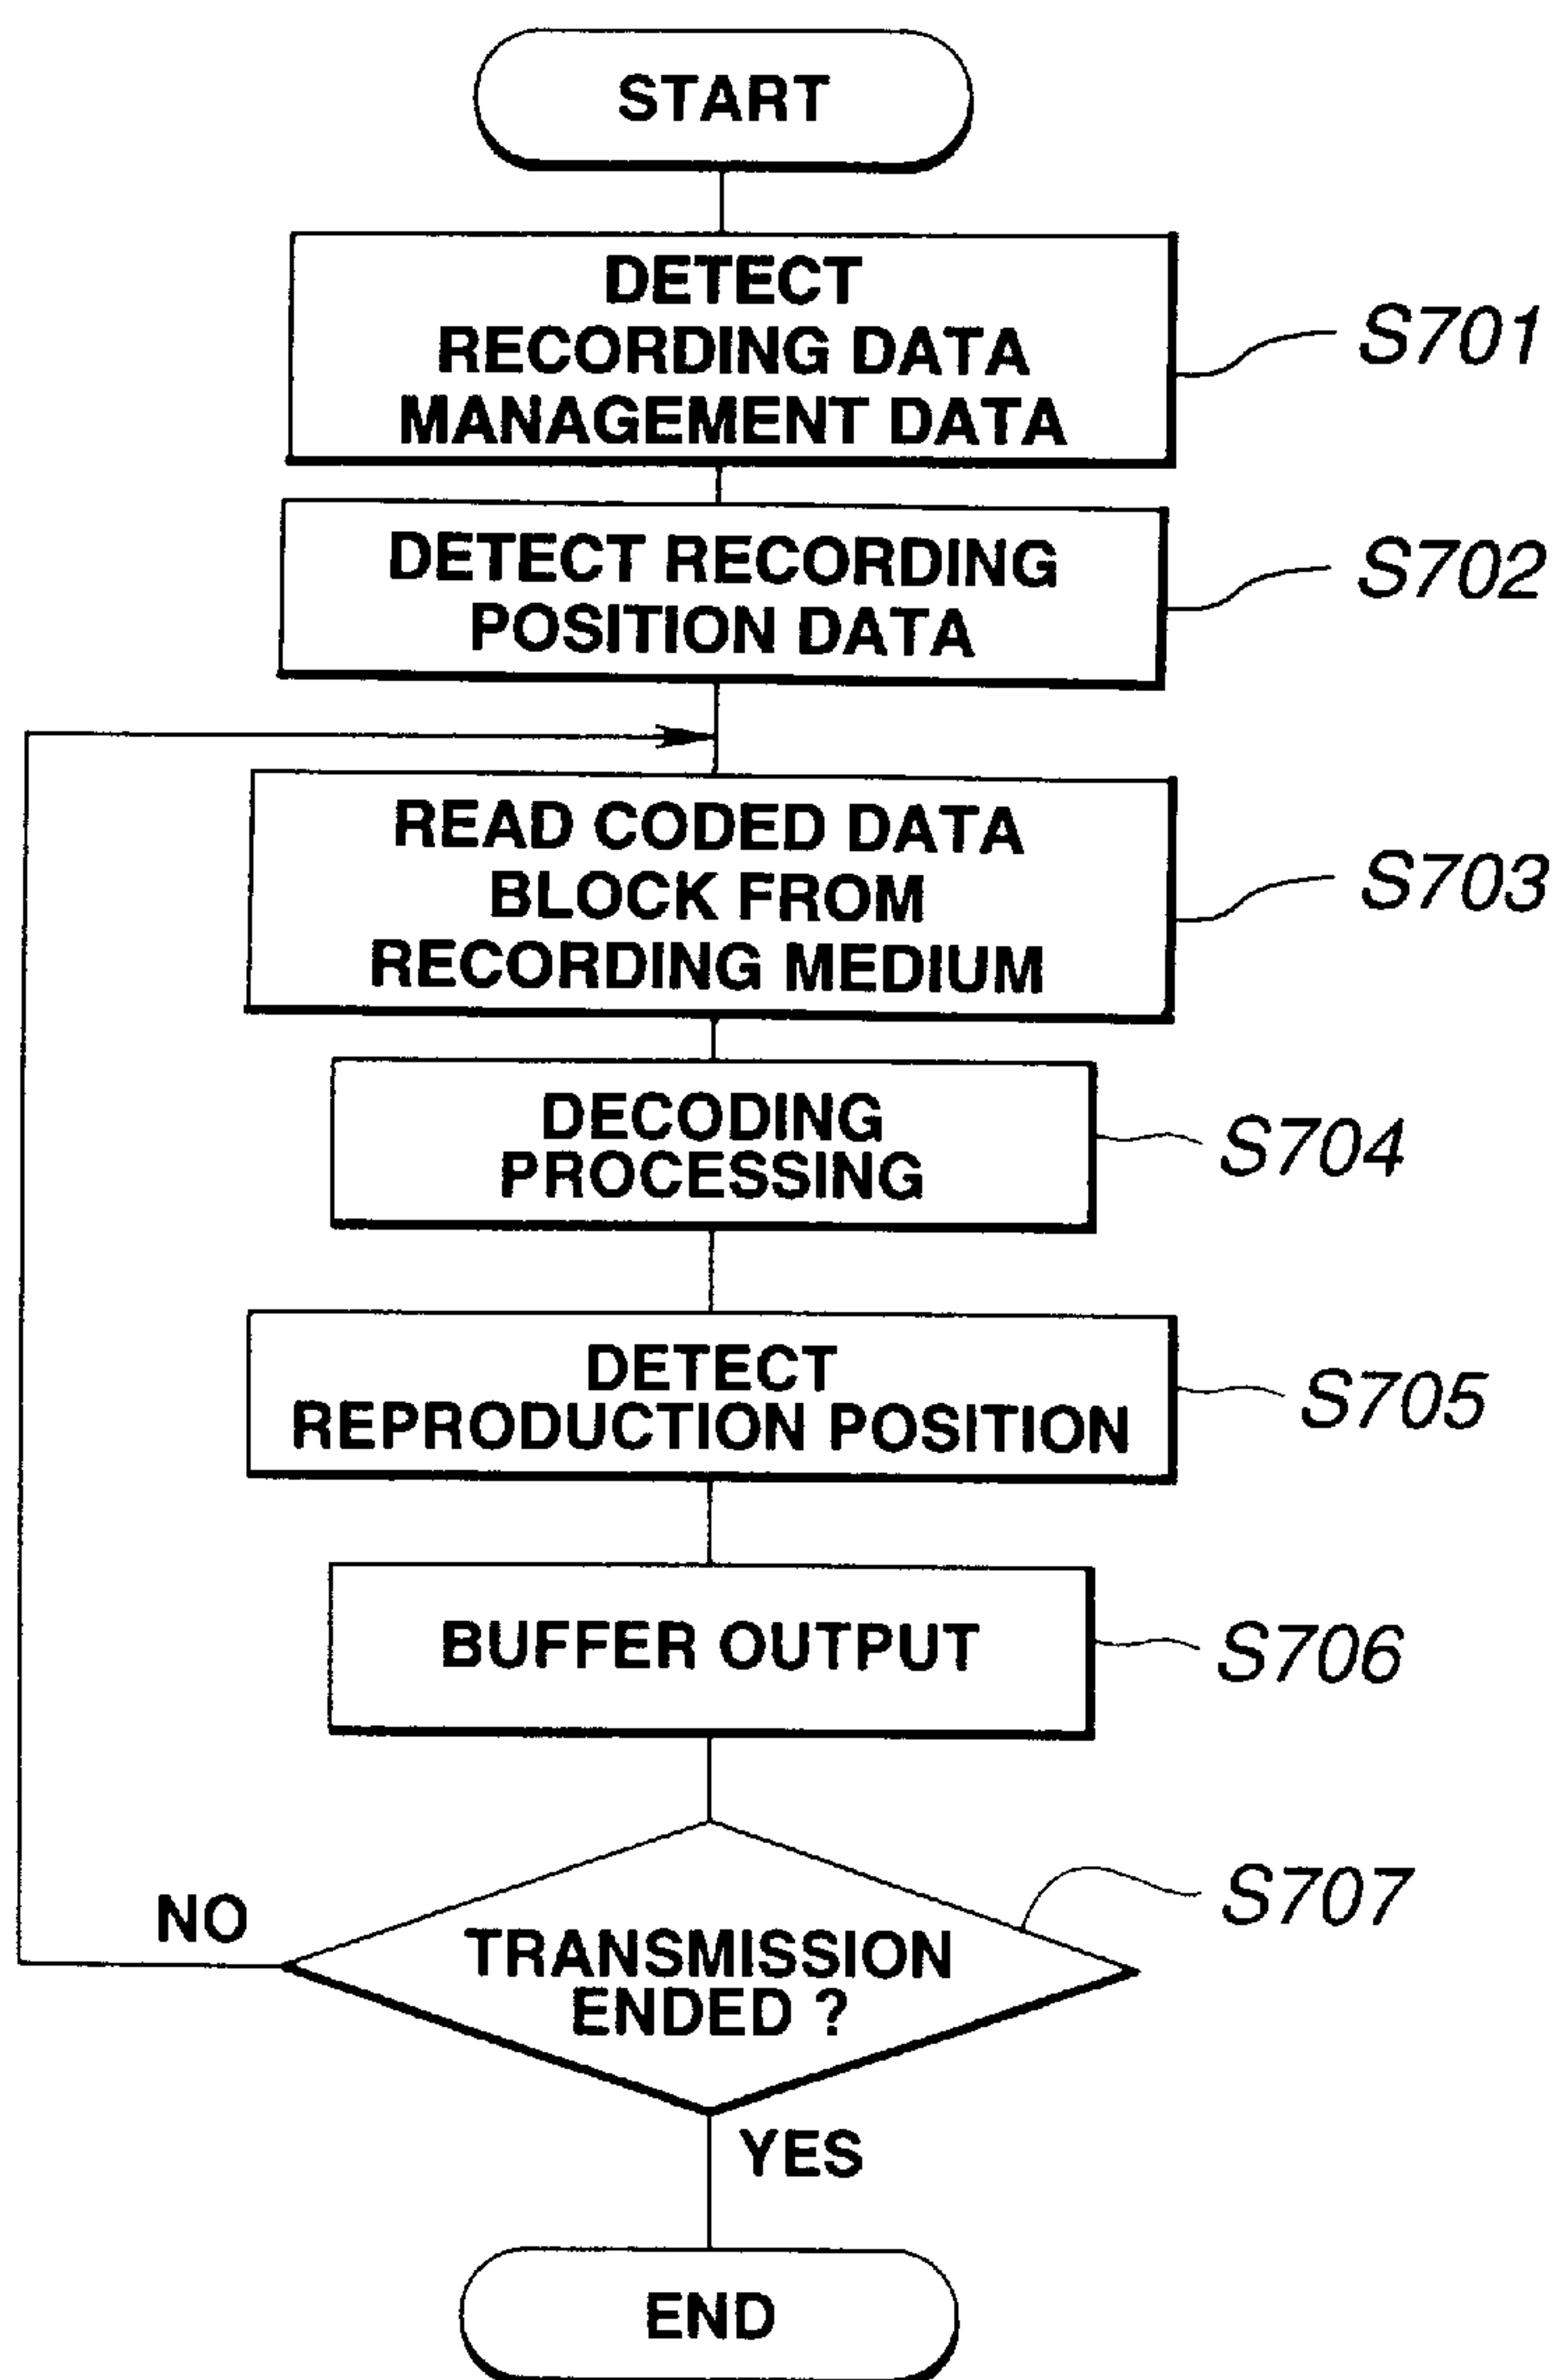 START
DETECT
RECORDING DATA
MANAGEMENT DATA
S701
DETECT RECORDING
POSITION DATA
S702
READ CODED DATA
BLOCK FROM
RECORDING MEDIUM
S703
DECODING
PROCESSING
S704
DETECT
REPRODUCTION POSITION
S705
BUFFER OUTPUT
S706
S707
NO
TRANSMISSION
ENDED ?
YES
END